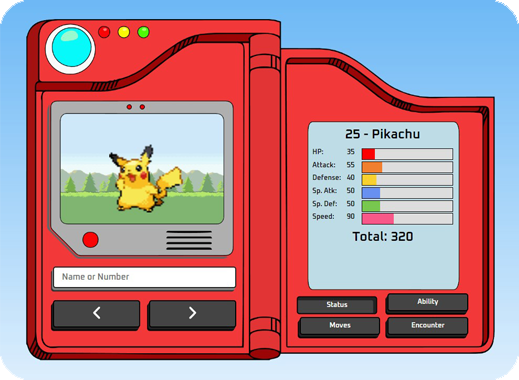 25 - Pikachu
HP: 35
Attack: 55
Defense: 40
Sp. Atk: 50
Sp. Def: 50
Speed: 90
Total: 320
Name or Number
Status
Ability
Moves
Encounter